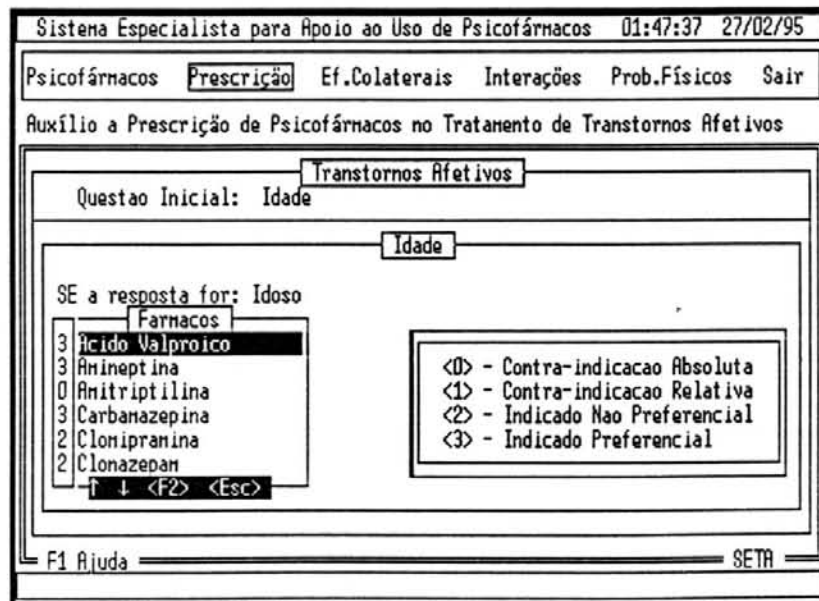 Sistema Especialista para Apoio ao Uso de Psicofármacos 01:47:37 27/02/95
Psicofármacos Prescrição Ef.Colaterais Interações Prob.Físicos Sair
Auxílio a Prescrição de Psicofármacos no Tratamento de Transtornos Afetivos
Transtornos Afetivos
Questao Inicial: Idade
Idade
SE a resposta for: Idoso
Farmacos
3 Acido Valproico
3 Amineptina
0 Amitriptilina
3 Carbamazepina
2 Clomipramina
2 Clonazepam
↑ ↓ <F2> <Esc>
<0> - Contra-indicacao Absoluta
<1> - Contra-indicacao Relativa
<2> - Indicado Nao Preferencial
<3> - Indicado Preferencial
F1 Ajuda SETA